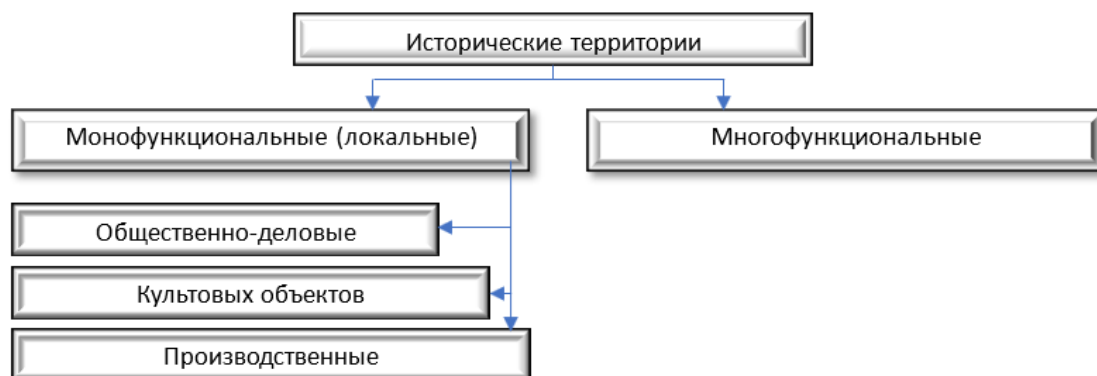 Исторические территории
Монофункциональные (локальные)
Многофункциональные
Общественно-деловые
Культовых объектов
Производственные